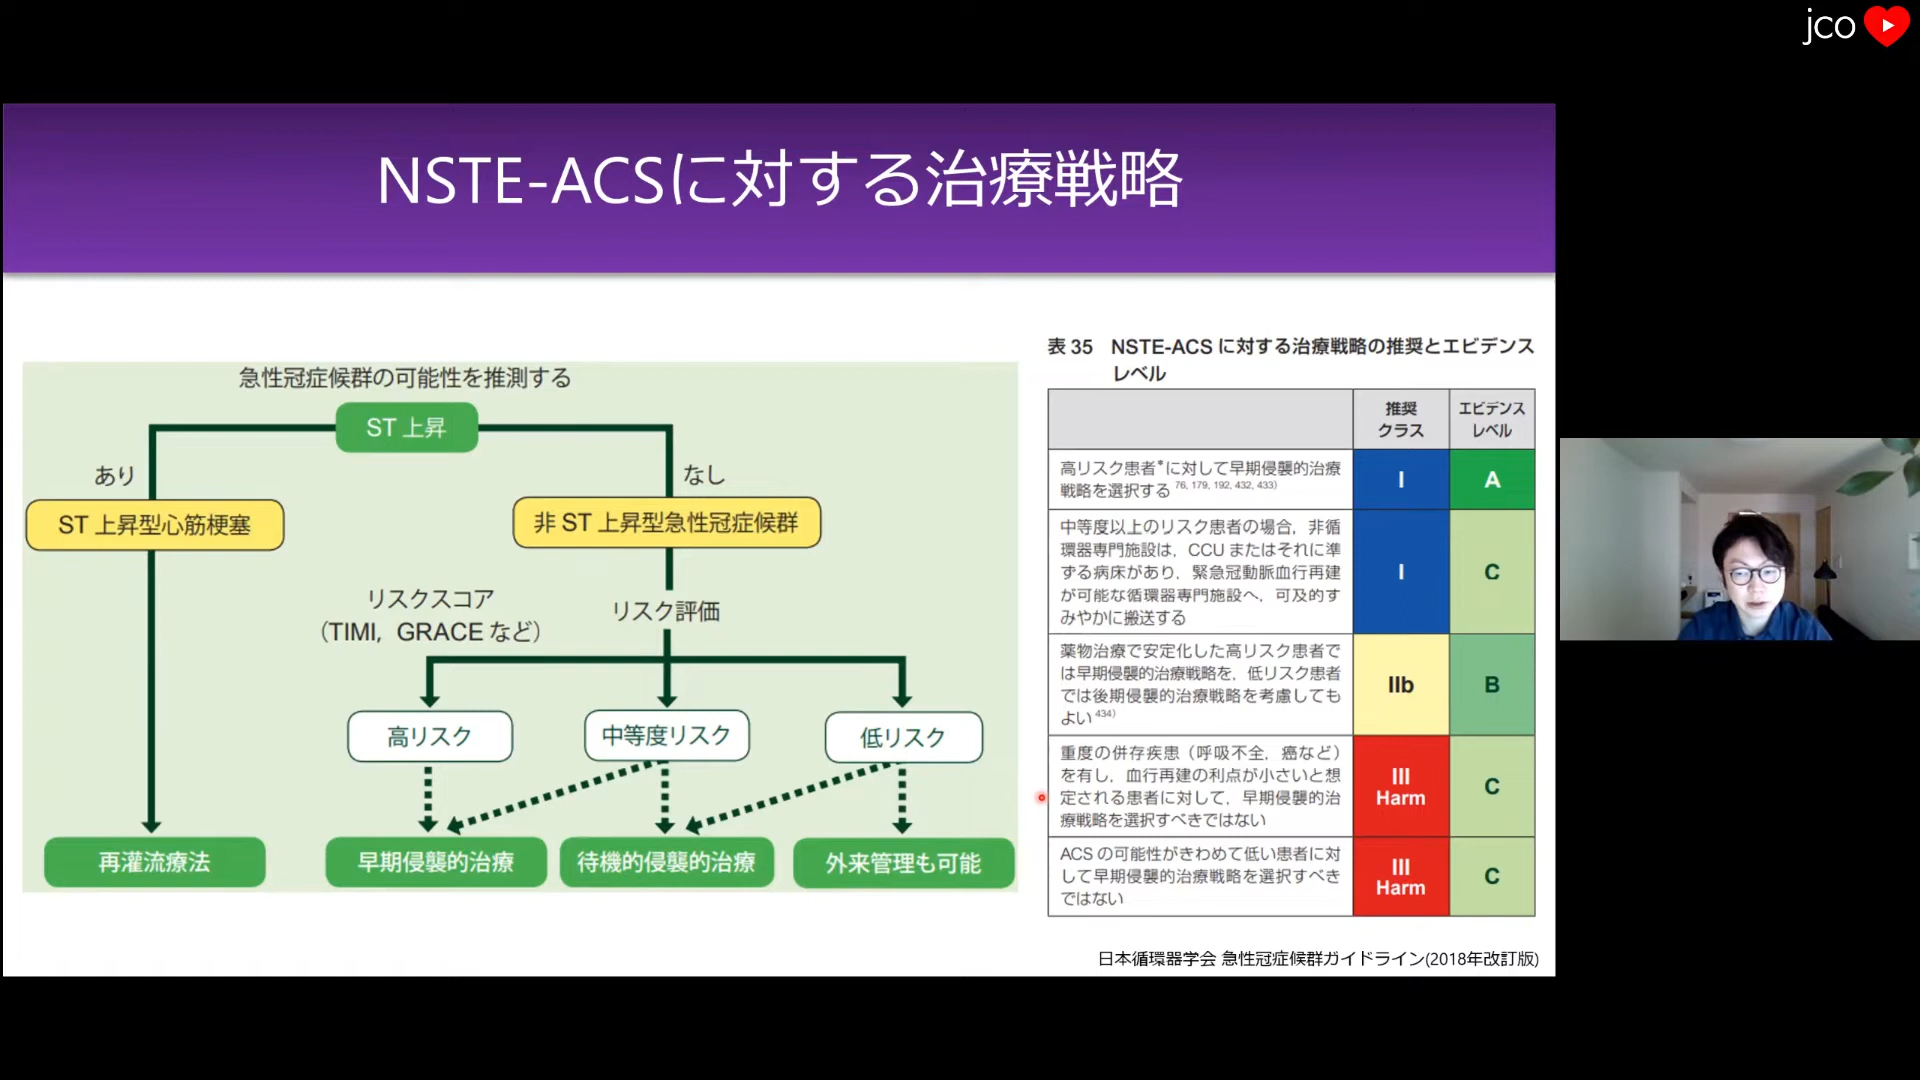 jco
NSTE-ACSに対する治療戦略
急性冠症候群の可能性を推測する
ST 上昇
あり
なし
ST 上昇型心筋梗塞
非 ST 上昇型急性冠症候群
リスクスコア
（TIMI，GRACE など）
リスク評価
高リスク
中等度リスク
低リスク
再灌流療法
早期侵襲的治療
待機的侵襲的治療
外来管理も可能
表 35 NSTE-ACS に対する治療戦略の推奨とエビデンス
レベル
推奨
クラス
エビデンス
レベル
高リスク患者*に対して早期侵襲的治療
戦略を選択する 76, 179, 192, 432, 433)
I
A
中等度以上のリスク患者の場合，非循
環器専門施設は，CCU またはそれに準
ずる病床があり，緊急冠動脈血行再建
が可能な循環器専門施設へ，可及的す
みやかに搬送する
I
C
薬物治療で安定化した高リスク患者で
は早期侵襲的治療戦略を，低リスク患者
では後期侵襲的治療戦略を考慮しても
よい 434)
IIb
B
重度の併存疾患（呼吸不全，癌など）
を有し，血行再建の利点が小さいと想
定される患者に対して，早期侵襲的治
療戦略を選択すべきではない
III
Harm
C
ACS の可能性がきわめて低い患者に対
して早期侵襲的治療戦略を選択すべき
ではない
III
Harm
C
日本循環器学会 急性冠症候群ガイドライン(2018年改訂版)